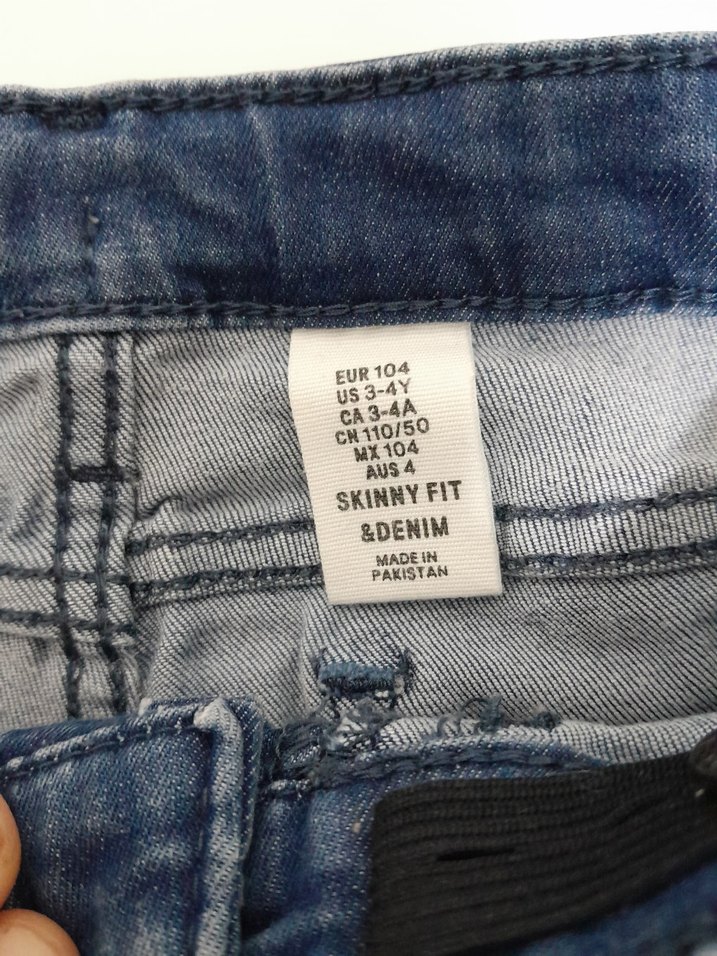 EUR 104
US 3-4Y
CA 3-4A
CN 110/50
MX 104
AUS 4
SKINNY FIT
&DENIM
MADE IN
PAKISTAN